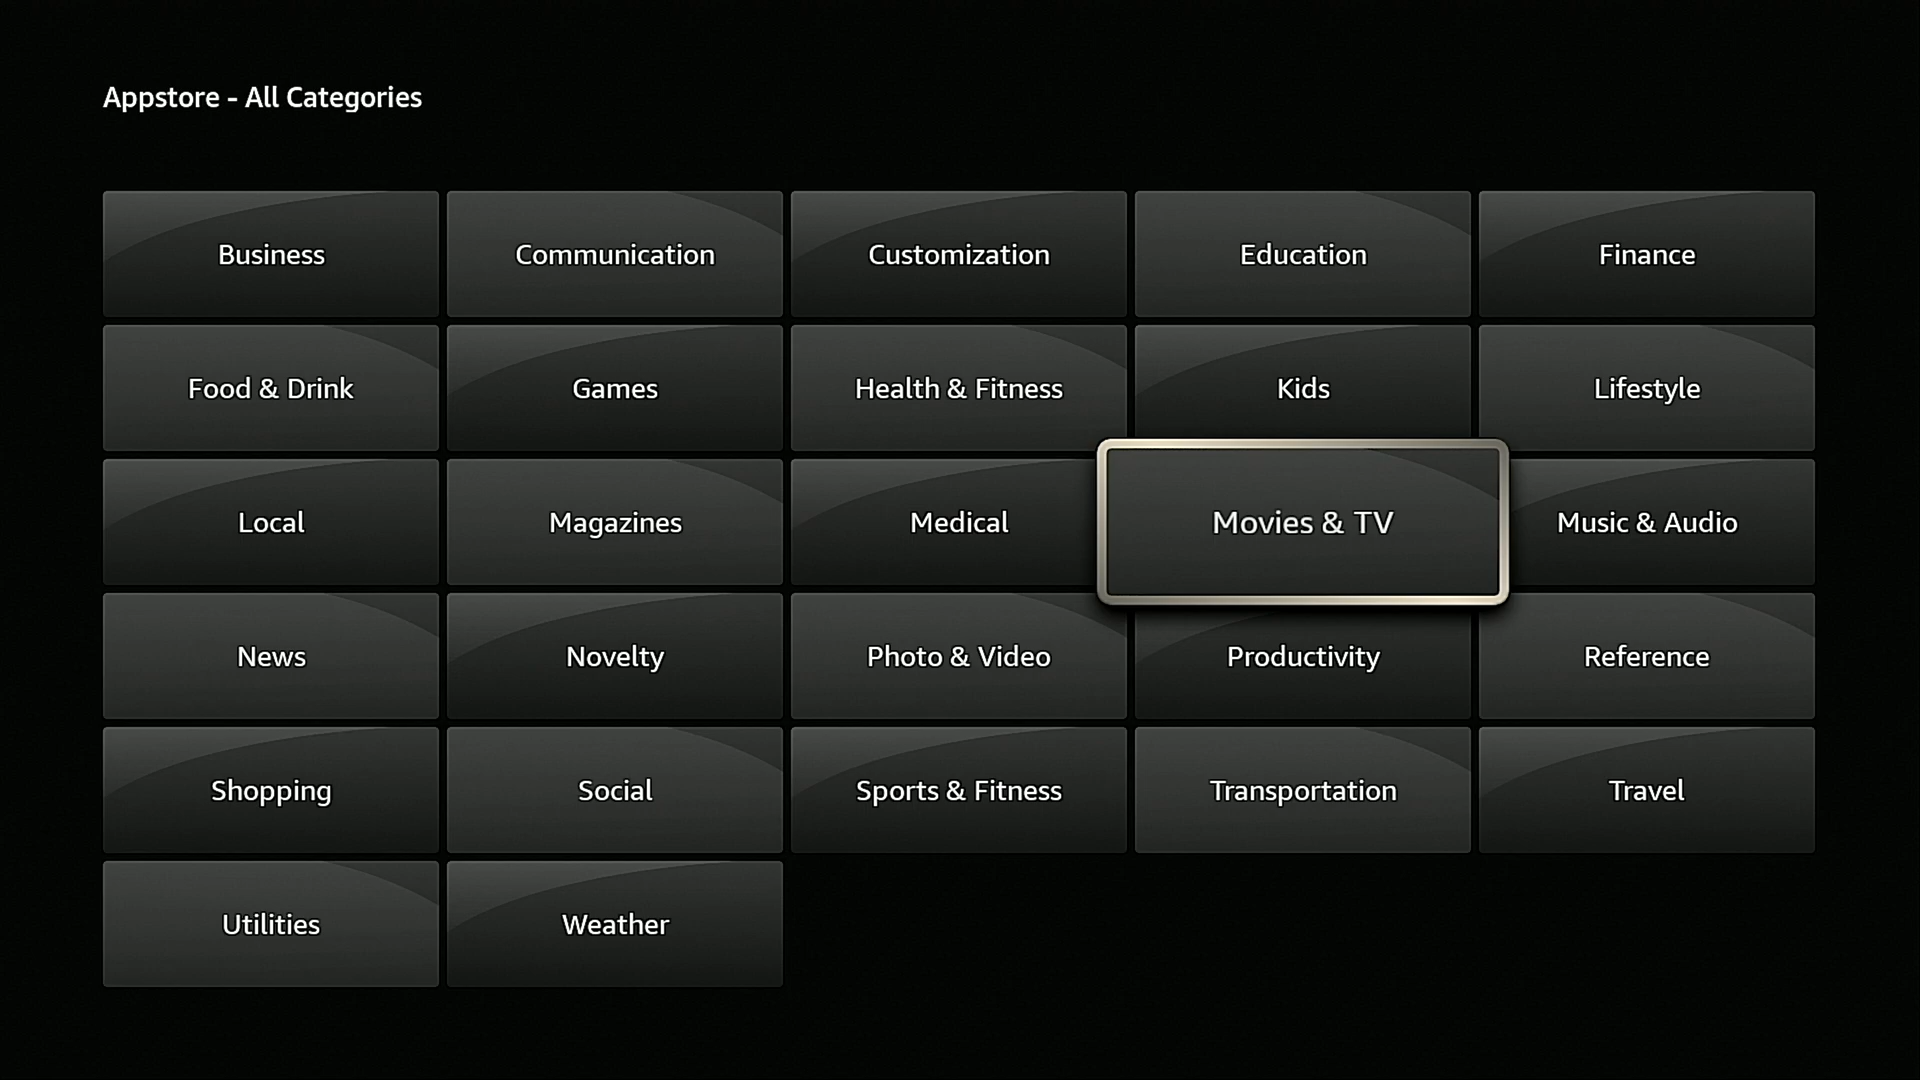 Appstore - All Categories
Business
Communication
Customization
Education
Finance
Food & Drink
Games
Health & Fitness
Kids
Lifestyle
Local
Magazines
Medical
Movies & TV
Music & Audio
News
Novelty
Photo & Video
Productivity
Reference
Shopping
Social
Sports & Fitness
Transportation
Travel
Utilities
Weather